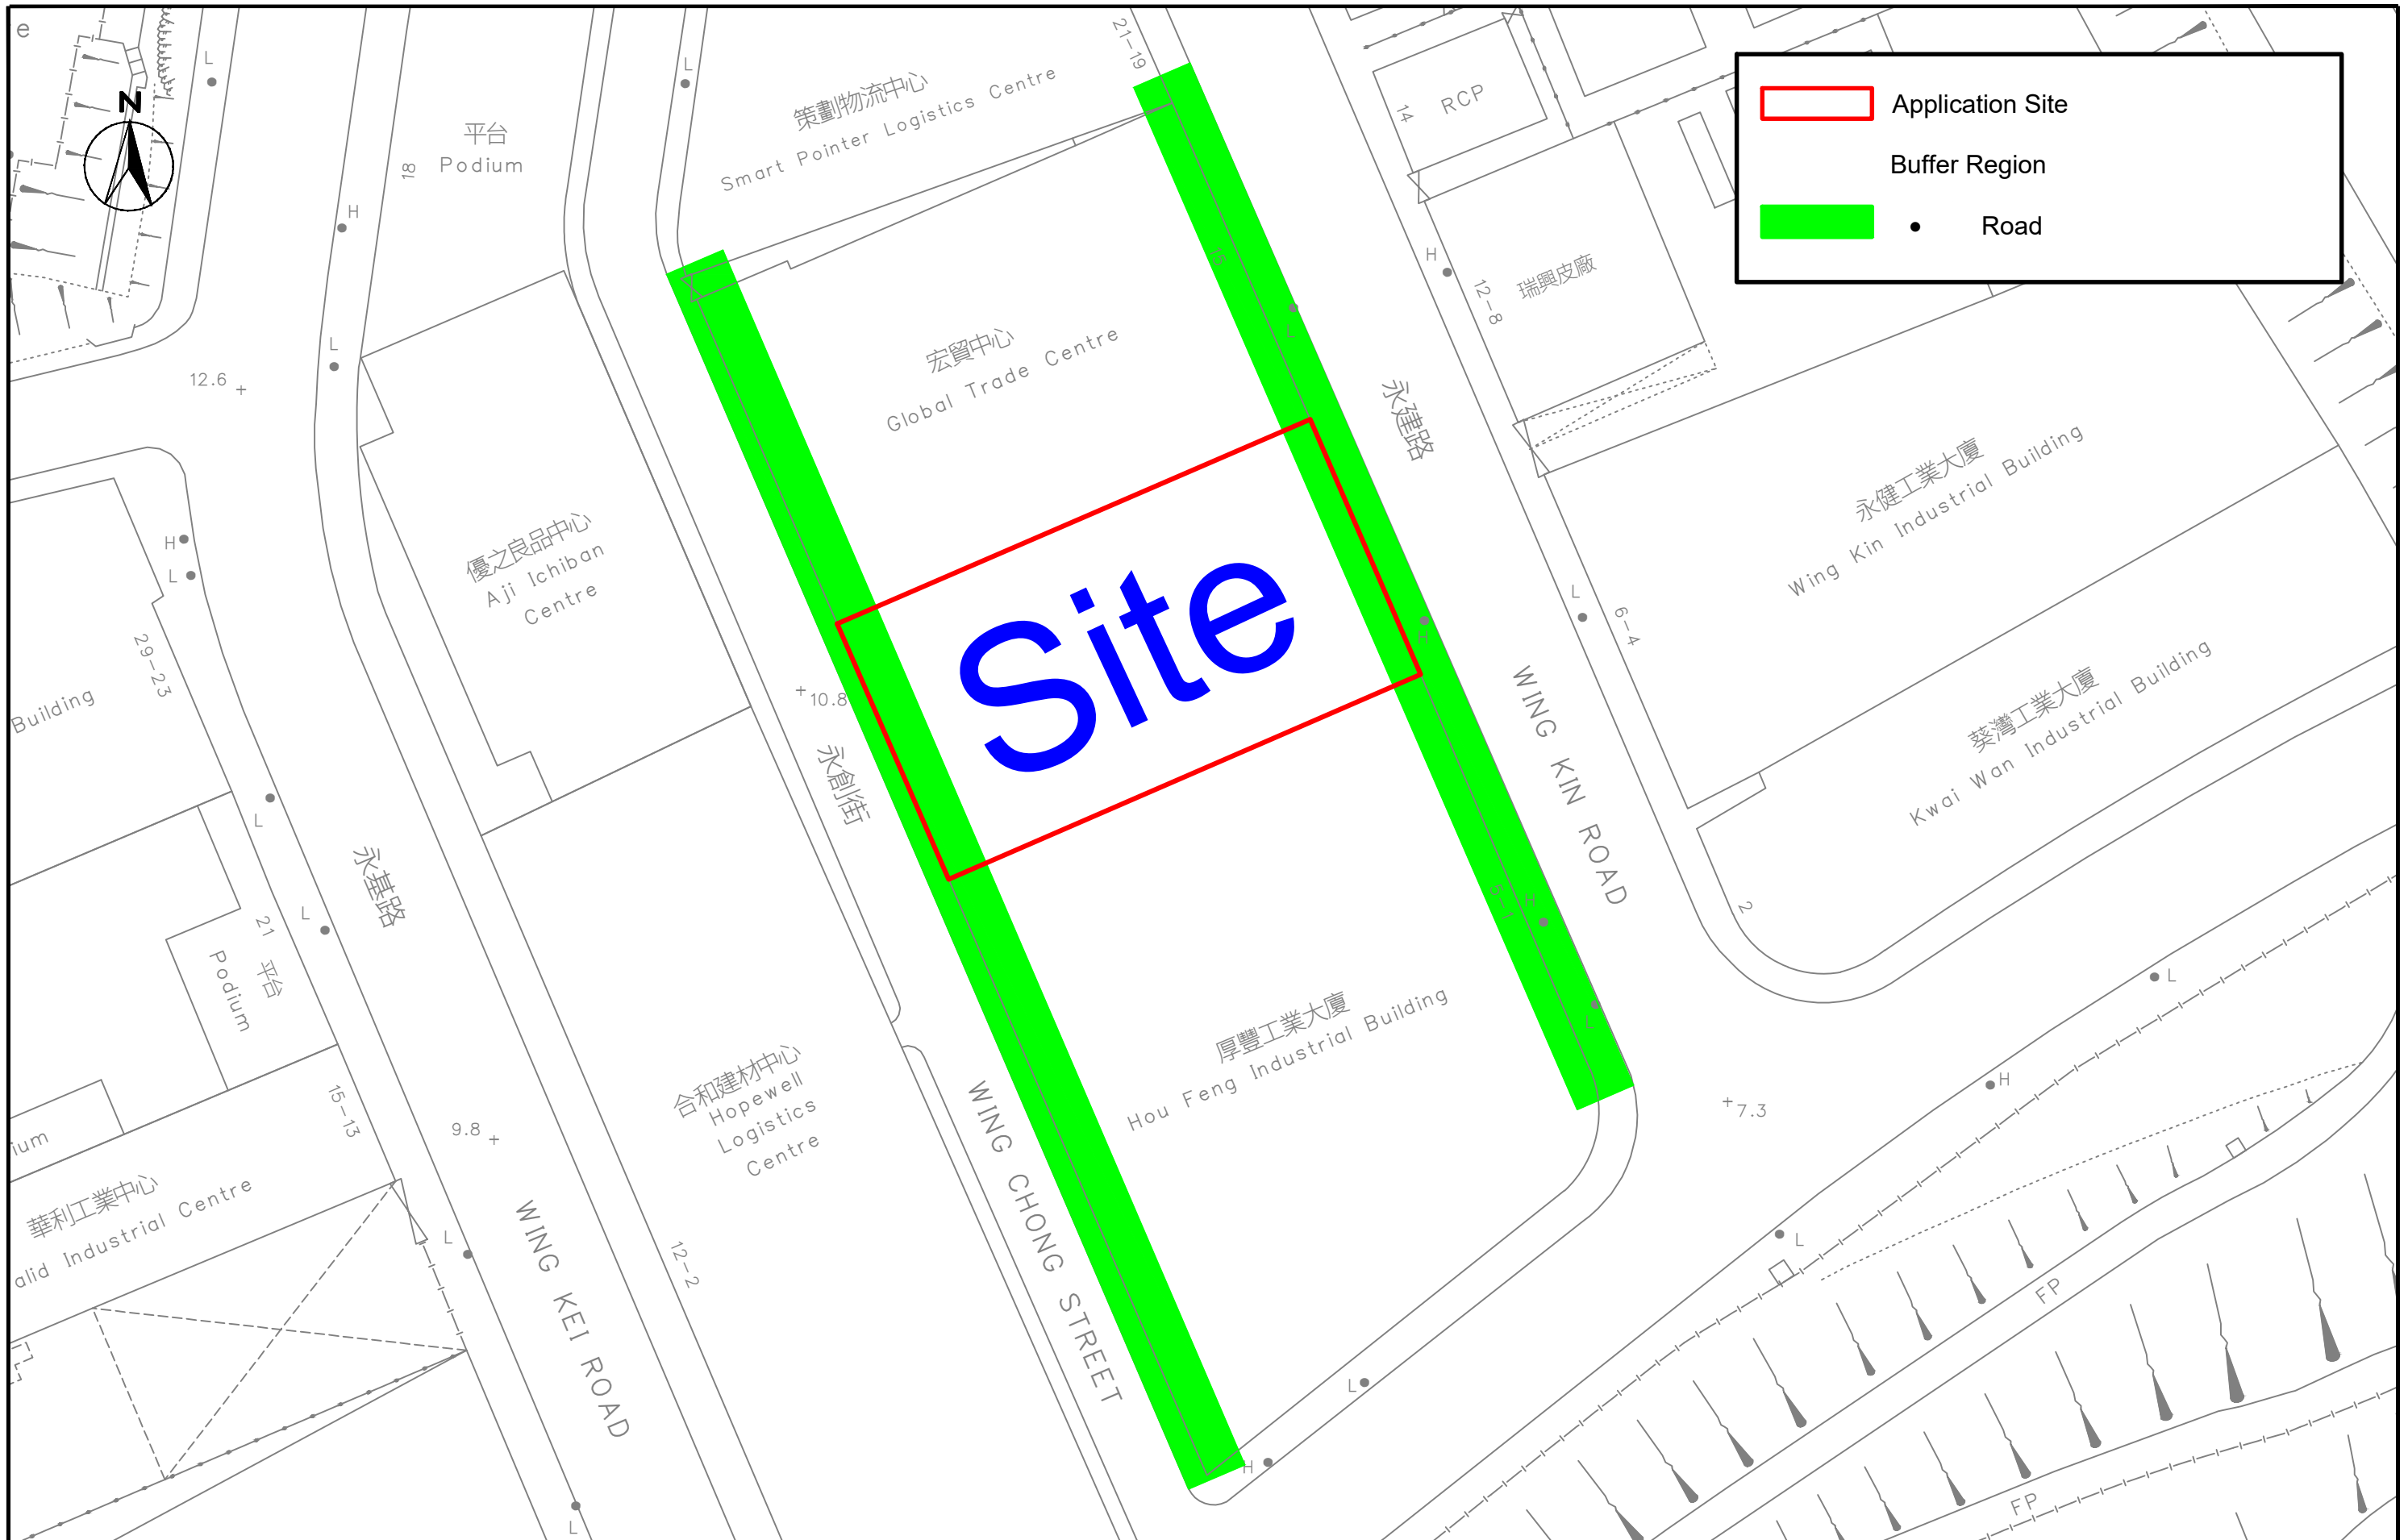 e
N
L
H
L
12.6
18
平台
Podium
L
策劃物流中心
Smart Pointer Logistics Centre
21-19
14
RCP
Application Site
Buffer Region
Road
H
12-8
瑞興皮廠
15
L
宏貿中心
Global Trade Centre
永建路
WING KIN ROAD
永健工業大廈
Wing Kin Industrial Building
葵灣工業大廈
Kwai Wan Industrial Building
L
6-4
2
H
L
29-23
Building
優之良品中心
Aji Ichiban
Centre
10.8
永創街
WING CHONG STREET
Site
H
H
L
厚豐工業大廈
Hou Feng Industrial Building
7.3
L
H
L
L
H
FP
FP
L
永基路
WING KEI ROAD
L
21
平台
Podium
15-13
9.8
合和建材中心
Hopewell
Logistics
Centre
12-2
ium
華利工業中心
alid Industrial Centre
L
L